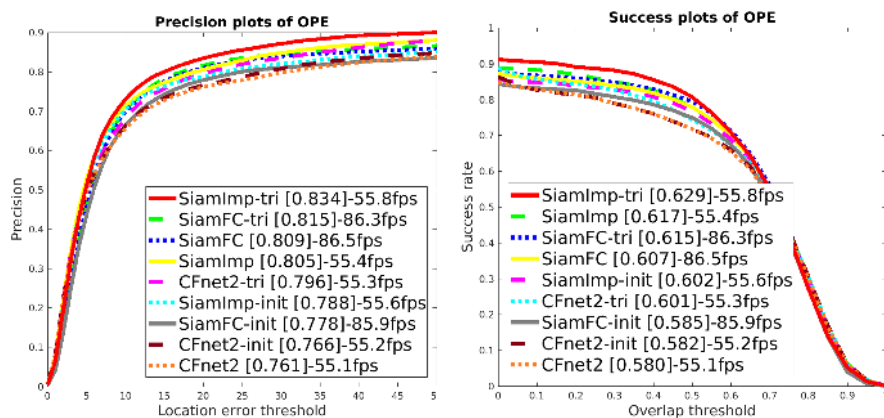 Precision plots of OPE
Precision
0.9
0.8
0.7
0.6
0.5
0.4
0.3
0.2
0.1
0
SiamImp-tri [0.834]-55.8fps
SiamFC-tri [0.815]-86.3fps
SiamFC [0.809]-86.5fps
SiamImp [0.805]-55.4fps
CFnet2-tri [0.796]-55.3fps
SiamImp-init [0.788]-55.6fps
SiamFC-init [0.778]-85.9fps
CFnet2-init [0.766]-55.2fps
CFnet2 [0.761]-55.1fps
0 5 10 15 20 25 30 35 40 45 50
Location error threshold
Success plots of OPE
Success rate
1
0.9
0.8
0.7
0.6
0.5
0.4
0.3
0.2
0.1
0
SiamImp-tri [0.629]-55.8fps
SiamImp [0.617]-55.4fps
SiamFC-tri [0.615]-86.3fps
SiamFC [0.607]-86.5fps
SiamImp-init [0.602]-55.6fps
CFnet2-tri [0.601]-55.3fps
SiamFC-init [0.585]-85.9fps
CFnet2-init [0.582]-55.2fps
CFnet2 [0.580]-55.1fps
0 0.1 0.2 0.3 0.4 0.5 0.6 0.7 0.8 0.9
Overlap threshold